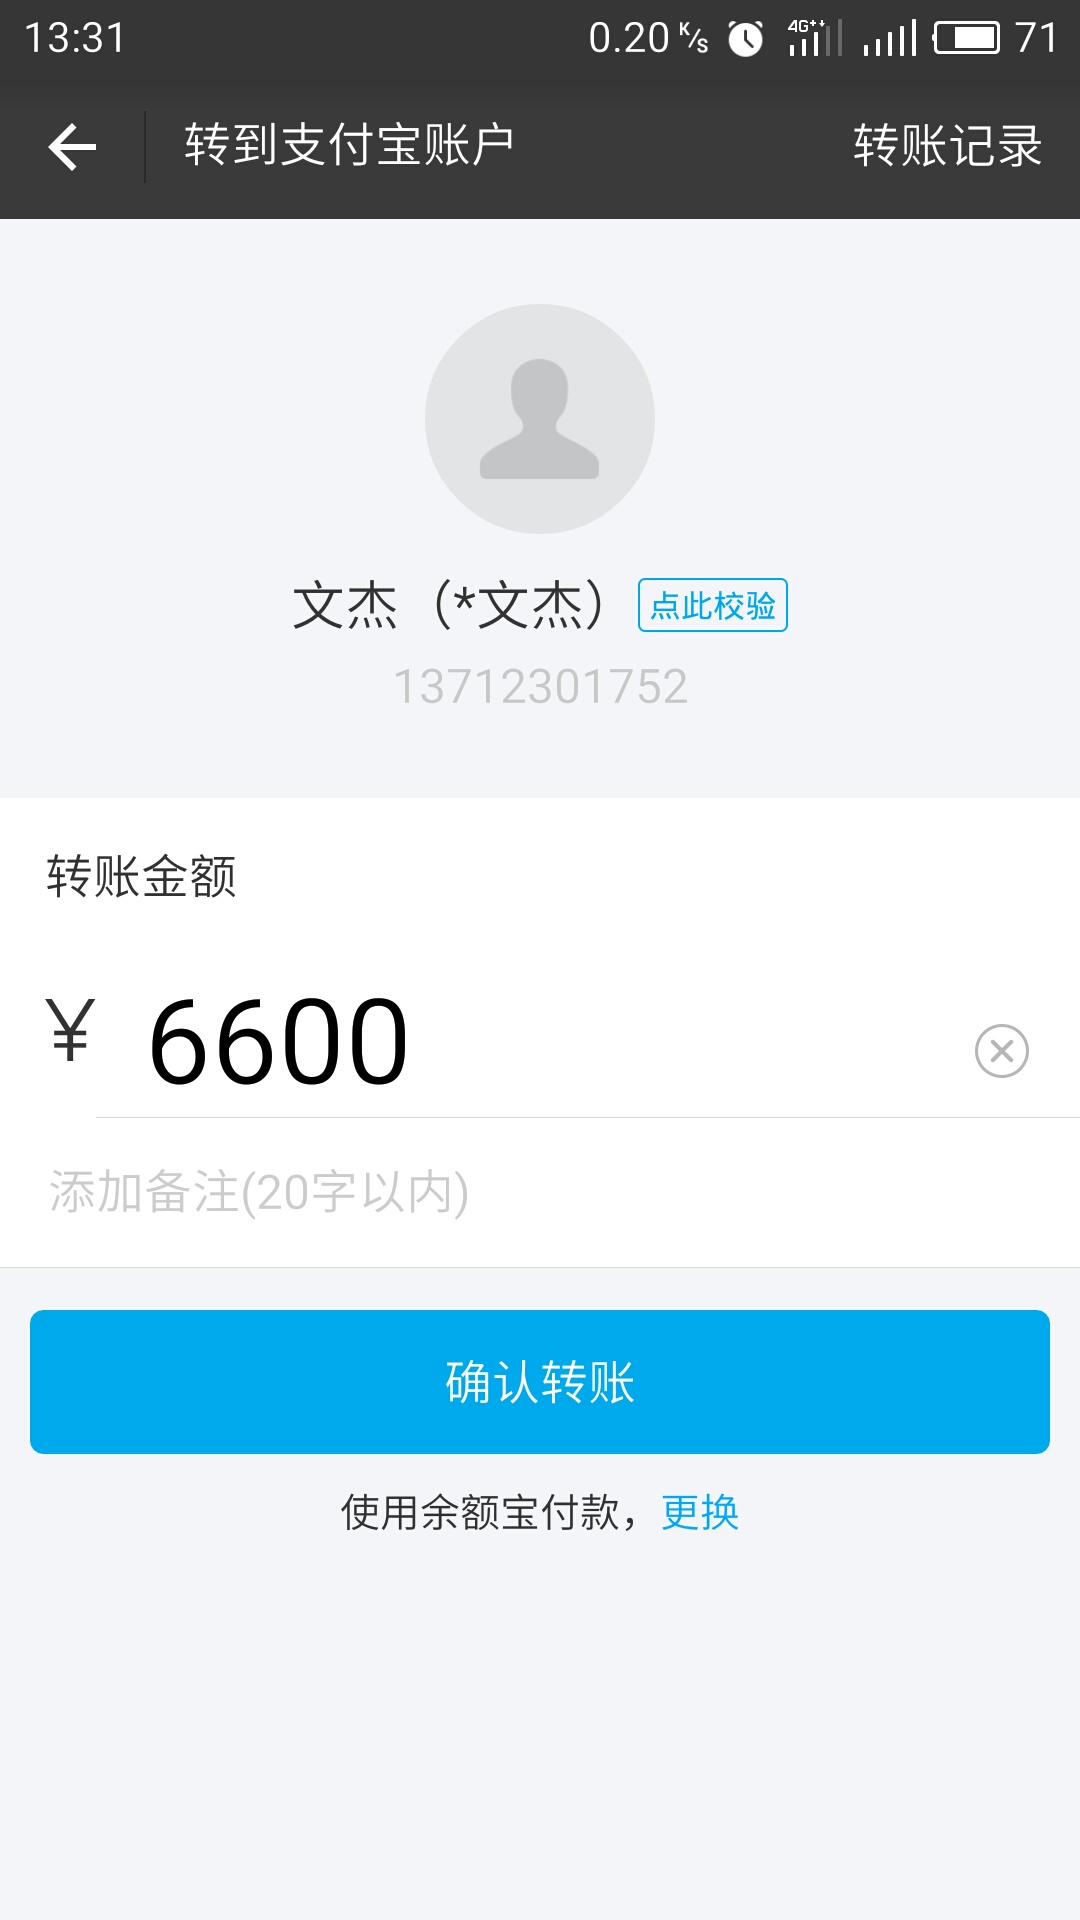 13:31 0.20 K/s 4G+ 71
转到支付宝账户 转账记录
文杰（*文杰） 点此校验
13712301752
转账金额
¥ 6600
添加备注(20字以内)
确认转账
使用余额宝付款，更换